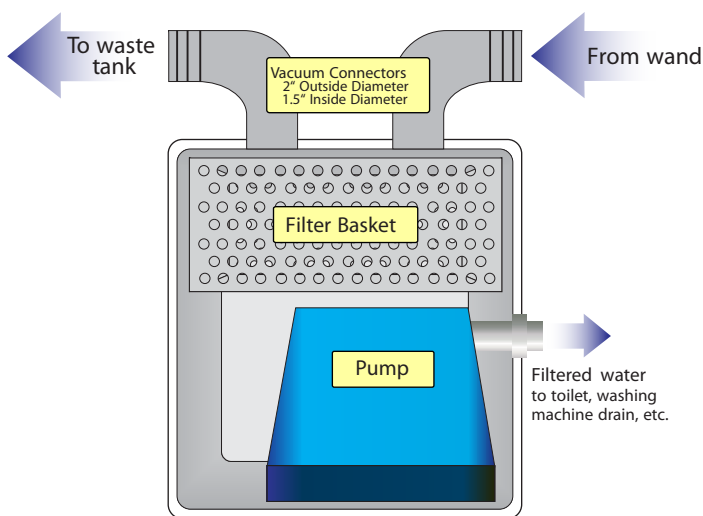 To waste
tank
Vacuum Connectors
2“ Outside Diameter
1.5“ Inside Diameter
From wand
Filter Basket
Pump
Filtered water
to toilet, washing
machine drain, etc.